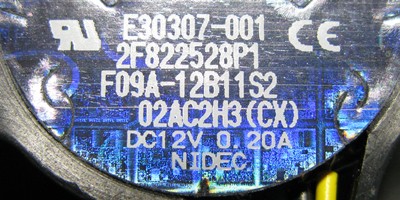 E30307-001
2F822528P1
F09A-12B11S2
02AC2H3(CX)
DC12V 0.20A
NIDEC